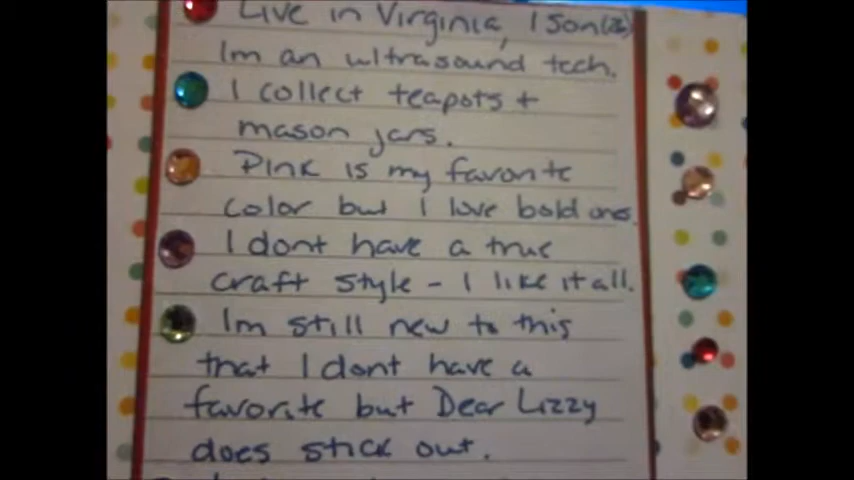 Live in Virginia, 1 son
Im an ultrasound tech.
I collect teapots +
mason jars.
Pink is my favorite
color but I love bold ones.
I dont have a true
craft style - I like it all.
Im still new to this
that I dont have a
favorite but Dear Lizzy
does stick out.